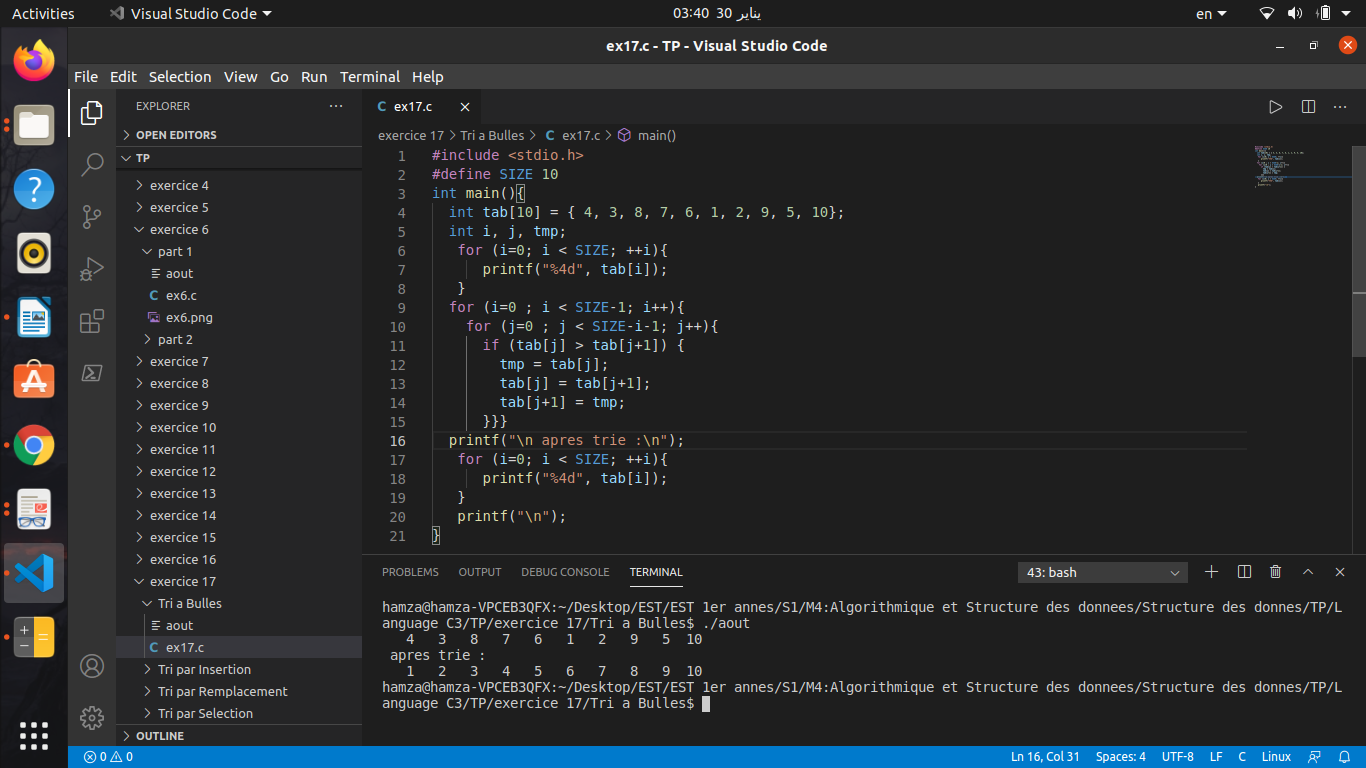 Activities Visual Studio Code 03:40 30 يناير en
ex17.c - TP - Visual Studio Code
File Edit Selection View Go Run Terminal Help
EXPLORER
OPEN EDITORS
TP
exercice 4
exercice 5
exercice 6
part 1
aout
ex6.c
ex6.png
part 2
exercice 7
exercice 8
exercice 9
exercice 10
exercice 11
exercice 12
exercice 13
exercice 14
exercice 15
exercice 16
exercice 17
Tri a Bulles
aout
ex17.c
Tri par Insertion
Tri par Remplacement
Tri par Selection
OUTLINE
C ex17.c
exercice 17 > Tri a Bulles > C ex17.c > main()
1 #include <stdio.h>
2 #define SIZE 10
3 int main(){
4 int tab[10] = { 4, 3, 8, 7, 6, 1, 2, 9, 5, 10};
5 int i, j, tmp;
6 for (i=0; i < SIZE; ++i){
7 printf("%4d", tab[i]);
8 }
9 for (i=0 ; i < SIZE-1; i++){
10 for (j=0 ; j < SIZE-i-1; j++){
11 if (tab[j] > tab[j+1]) {
12 tmp = tab[j];
13 tab[j] = tab[j+1];
14 tab[j+1] = tmp;
15 }}}
16 printf("\n apres trie :\n");
17 for (i=0; i < SIZE; ++i){
18 printf("%4d", tab[i]);
19 }
20 printf("\n");
21 }
PROBLEMS OUTPUT DEBUG CONSOLE TERMINAL 43: bash
hamza@hamza-VPCEB3QFX:~/Desktop/EST/EST 1er annes/S1/M4:Algorithmique et Structure des donnees/Structure des donnes/TP/L
anguage C3/TP/exercice 17/Tri a Bulles$ ./aout
4 3 8 7 6 1 2 9 5 10
apres trie :
1 2 3 4 5 6 7 8 9 10
hamza@hamza-VPCEB3QFX:~/Desktop/EST/EST 1er annes/S1/M4:Algorithmique et Structure des donnees/Structure des donnes/TP/L
anguage C3/TP/exercice 17/Tri a Bulles$
0 0 Ln 16, Col 31 Spaces: 4 UTF-8 LF C Linux